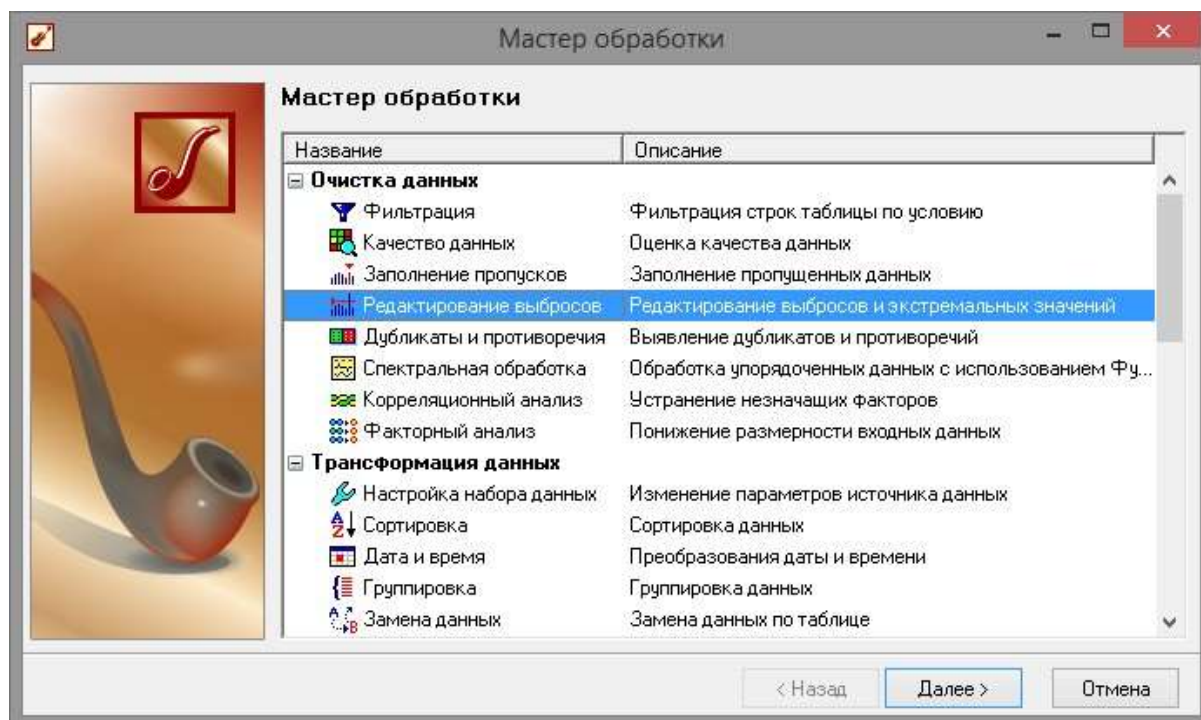 Мастер обработки
Мастер обработки
Название Описание
Очистка данных
Фильтрация Фильтрация строк таблицы по условию
Качество данных Оценка качества данных
Заполнение пропусков Заполнение пропущенных данных
Редактирование выбросов Редактирование выбросов и экстремальных значений
Дубликаты и противоречия Выявление дубликатов и противоречий
Спектральная обработка Обработка упорядоченных данных с использованием Фу...
Корреляционный анализ Устранение незначащих факторов
Факторный анализ Понижение размерности входных данных
Трансформация данных
Настройка набора данных Изменение параметров источника данных
Сортировка Сортировка данных
Дата и время Преобразования даты и времени
Группировка Группировка данных
Замена данных Замена данных по таблице
< Назад Далее > Отмена